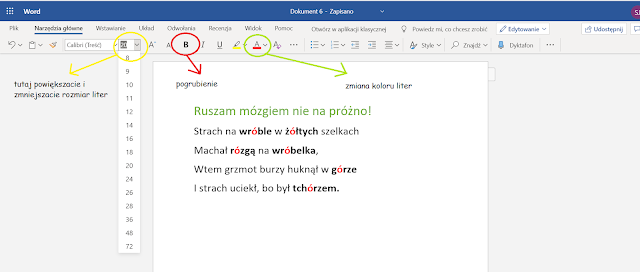 Word
Dokument 6 - Zapisano
Plik Narzędzia główne Wstawianie Układ Odwołania Recenzja Widok Pomoc Otwórz w aplikacji klasycznej Powiedz mi, co chcesz zrobić Edytowanie Udostępnij
Calibri (Treść) A A B I U A Style Znajdź Dyktafon
tutaj powiększacie i
zmniejszacie rozmiar liter
pogrubienie
zmiana koloru liter
8
9
10
11
12
14
16
18
20
24
26
28
36
48
72
Ruszam mózgiem nie na próżno!
Strach na wróble w żółtych szelkach
Machał rózgą na wróbelka,
Wtem grzmot burzy huknął w górze
I strach uciekł, bo był tchórzem.